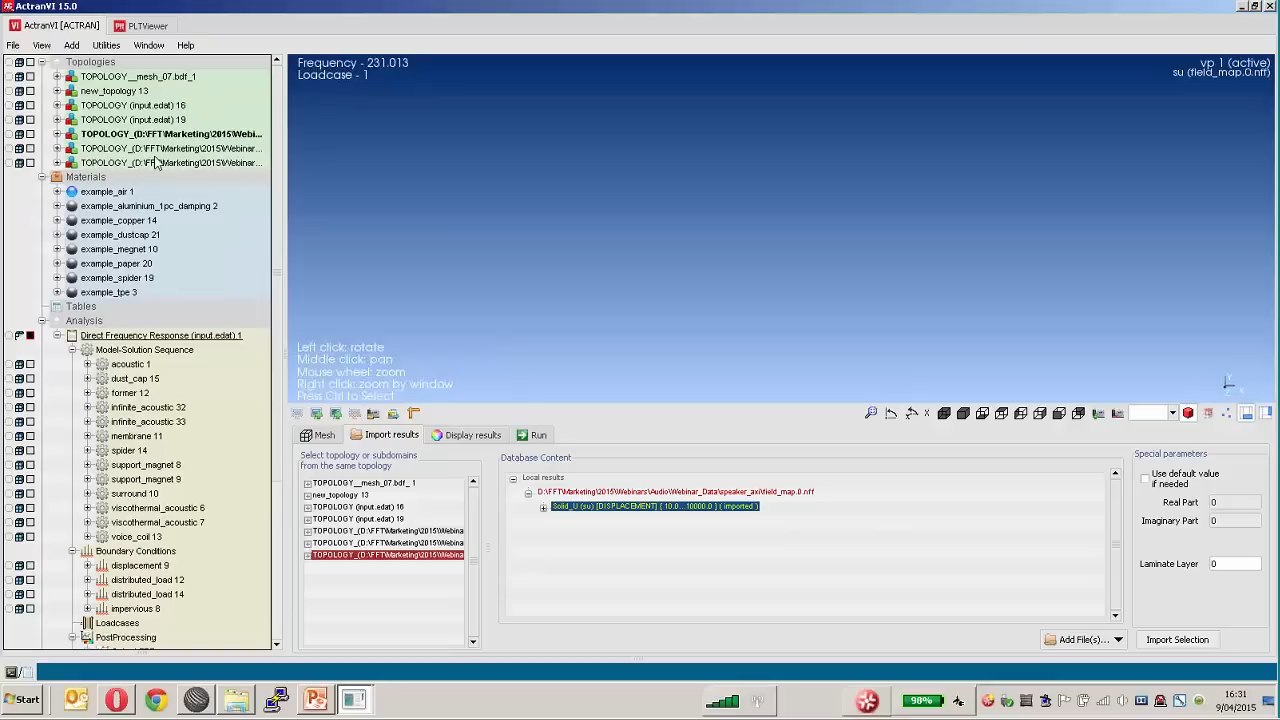 ActranVI 15.0
ActranVI [ACTRAN]
PLTViewer
File View Add Utilities Window Help
Topologies
TOPOLOGY__mesh_07.bdf_1
new_topology 13
TOPOLOGY (input.edat) 16
TOPOLOGY (input.edat) 19
TOPOLOGY_(D:\FFT\Marketing\2015\Webi...
TOPOLOGY_(D:\FFT\Marketing\2015\Webinar...
TOPOLOGY_(D:\FFT\Marketing\2015\Webinar...
Materials
example_air 1
example_aluminium_1pc_damping 2
example_copper 14
example_dustcap 21
example_megnet 10
example_paper 20
example_spider 19
example_tpe 3
Tables
Analysis
Direct Frequency Response (input.edat) 1
Model-Solution Sequence
acoustic 1
dust_cap 15
former 12
infinite_acoustic 32
infinite_acoustic 33
membrane 11
spider 14
support_magnet 8
support_magnet 9
surround 10
viscothermal_acoustic 6
viscothermal_acoustic 7
voice_coil 13
Boundary Conditions
displacement 9
distributed_load 12
distributed_load 14
impervious 8
Loadcases
PostProcessing
Frequency - 231.013
Loadcase - 1
vp 1 (active)
su (field_map.0.nff)
Left click: rotate
Middle click: pan
Mouse wheel: zoom
Right click: zoom by window
Press Ctrl to Select
Mesh
Import results
Display results
Run
Select topology or subdomains
from the same topology
TOPOLOGY__mesh_07.bdf_ 1
new_topology 13
TOPOLOGY (input.edat) 16
TOPOLOGY (input.edat) 19
TOPOLOGY_(D:\FFT\Marketing\2015\Webina
TOPOLOGY_(D:\FFT\Marketing\2015\Webina
TOPOLOGY_(D:\FFT\Marketing\2015\Webina
Database Content
Local results
D:\FFT\Marketing\2015\Webinars\Audio\Webinar_Data\speaker_axi\field_map.0.nff
Solid_U (su) [DISPLACEMENT] [ 10.0...10000.0 ] ( imported )
Add File(s)...
Import Selection
Special parameters
Use default value
if needed
Real Part 0
Imaginary Part 0
Laminate Layer 0
Start
98%
16:31
9/04/2015